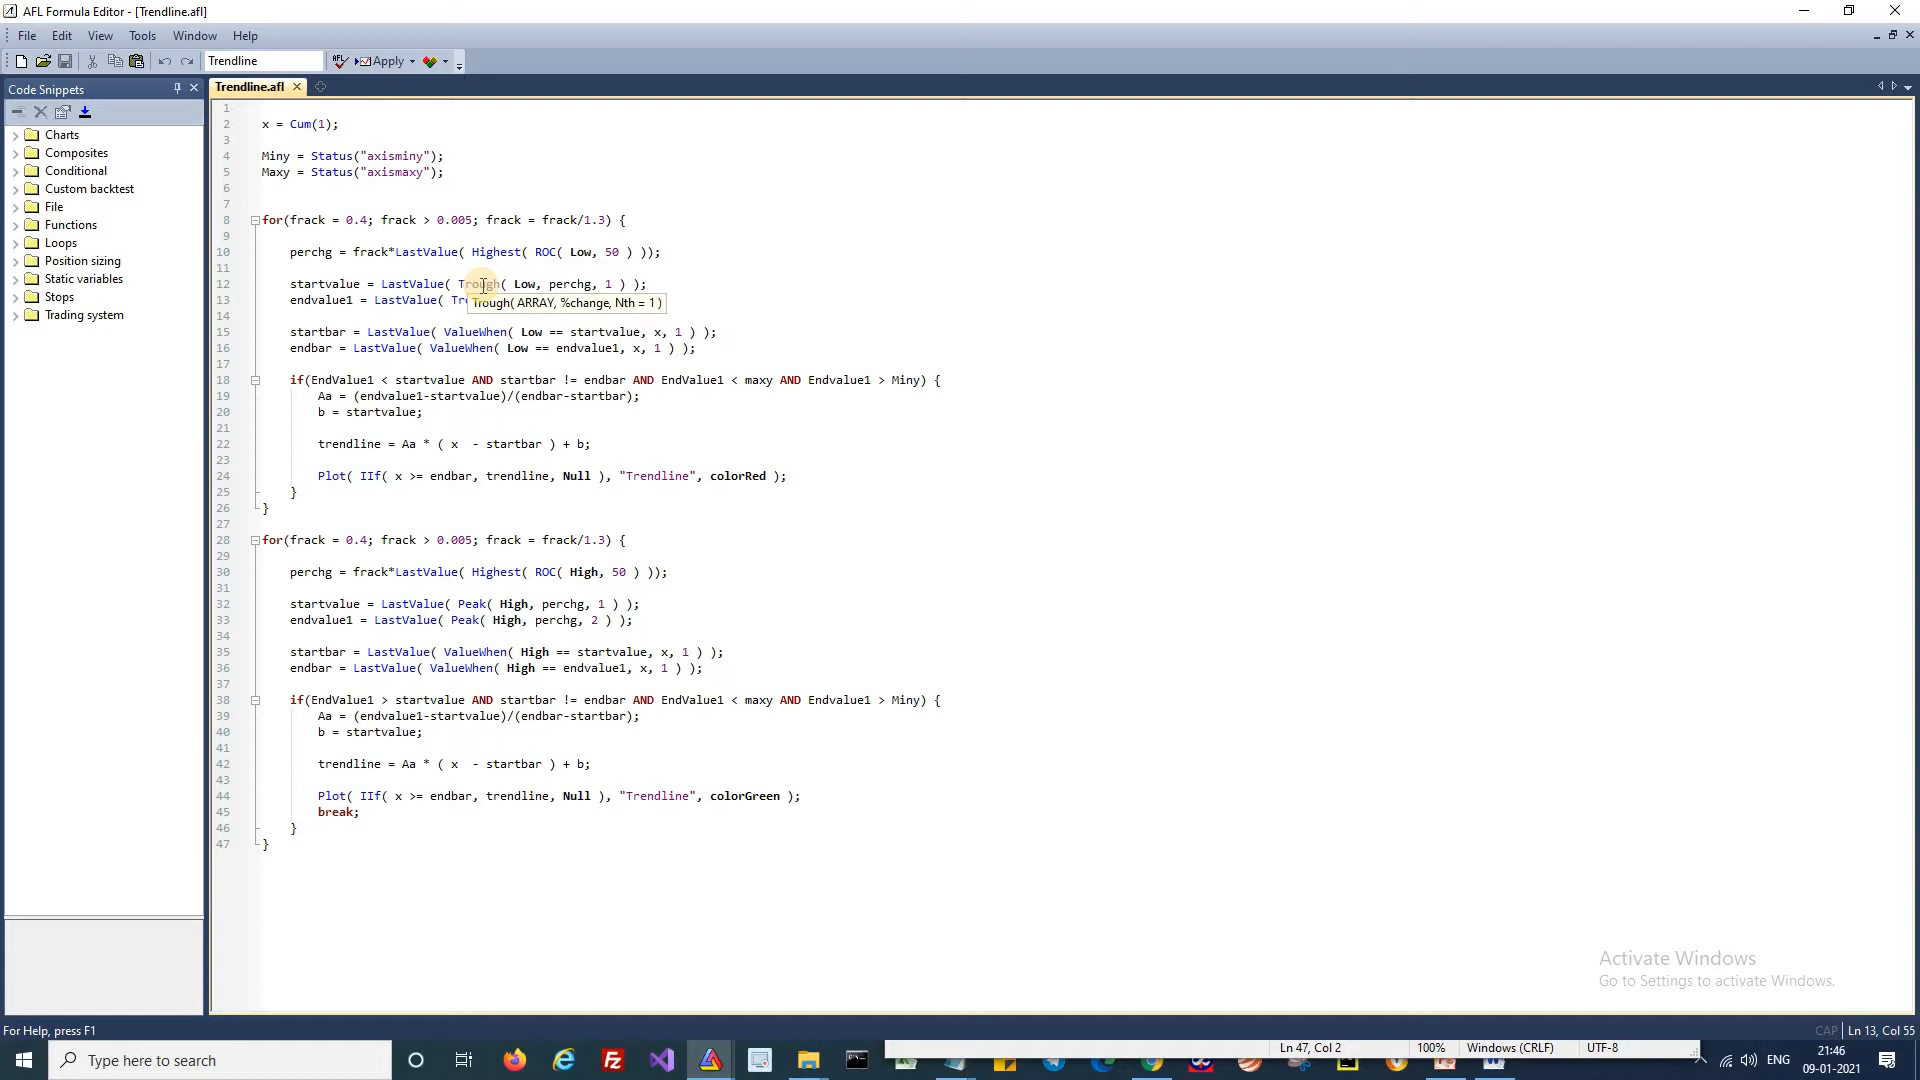 AFL Formula Editor - [Trendline.afl]
File Edit View Tools Window Help
Trendline Apply
Code Snippets
Trendline.afl
Charts
Composites
Conditional
Custom backtest
File
Functions
Loops
Position sizing
Static variables
Stops
Trading system
1
2 x = Cum(1);
3
4 Miny = Status("axisminy");
5 Maxy = Status("axismaxy");
6
7
8 for(frack = 0.4; frack > 0.005; frack = frack/1.3) {
9
10 perchg = frack*LastValue( Highest( ROC( Low, 50 ) ));
11
12 startvalue = LastValue( Trough( Low, perchg, 1 ) );
13 endvalue1 = LastValue( Tro
Trough( ARRAY, %change, Nth = 1 )
14
15 startbar = LastValue( ValueWhen( Low == startvalue, x, 1 ) );
16 endbar = LastValue( ValueWhen( Low == endvalue1, x, 1 ) );
17
18 if(EndValue1 < startvalue AND startbar != endbar AND EndValue1 < maxy AND Endvalue1 > Miny) {
19 Aa = (endvalue1-startvalue)/(endbar-startbar);
20 b = startvalue;
21
22 trendline = Aa * ( x - startbar ) + b;
23
24 Plot( IIf( x >= endbar, trendline, Null ), "Trendline", colorRed );
25 }
26 }
27
28 for(frack = 0.4; frack > 0.005; frack = frack/1.3) {
29
30 perchg = frack*LastValue( Highest( ROC( High, 50 ) ));
31
32 startvalue = LastValue( Peak( High, perchg, 1 ) );
33 endvalue1 = LastValue( Peak( High, perchg, 2 ) );
34
35 startbar = LastValue( ValueWhen( High == startvalue, x, 1 ) );
36 endbar = LastValue( ValueWhen( High == endvalue1, x, 1 ) );
37
38 if(EndValue1 > startvalue AND startbar != endbar AND EndValue1 < maxy AND Endvalue1 > Miny) {
39 Aa = (endvalue1-startvalue)/(endbar-startbar);
40 b = startvalue;
41
42 trendline = Aa * ( x - startbar ) + b;
43
44 Plot( IIf( x >= endbar, trendline, Null ), "Trendline", colorGreen );
45 break;
46 }
47 }
Activate Windows
Go to Settings to activate Windows.
For Help, press F1
CAP Ln 13, Col 55
Type here to search
Ln 47, Col 2 100% Windows (CRLF) UTF-8
ENG
21:46
09-01-2021